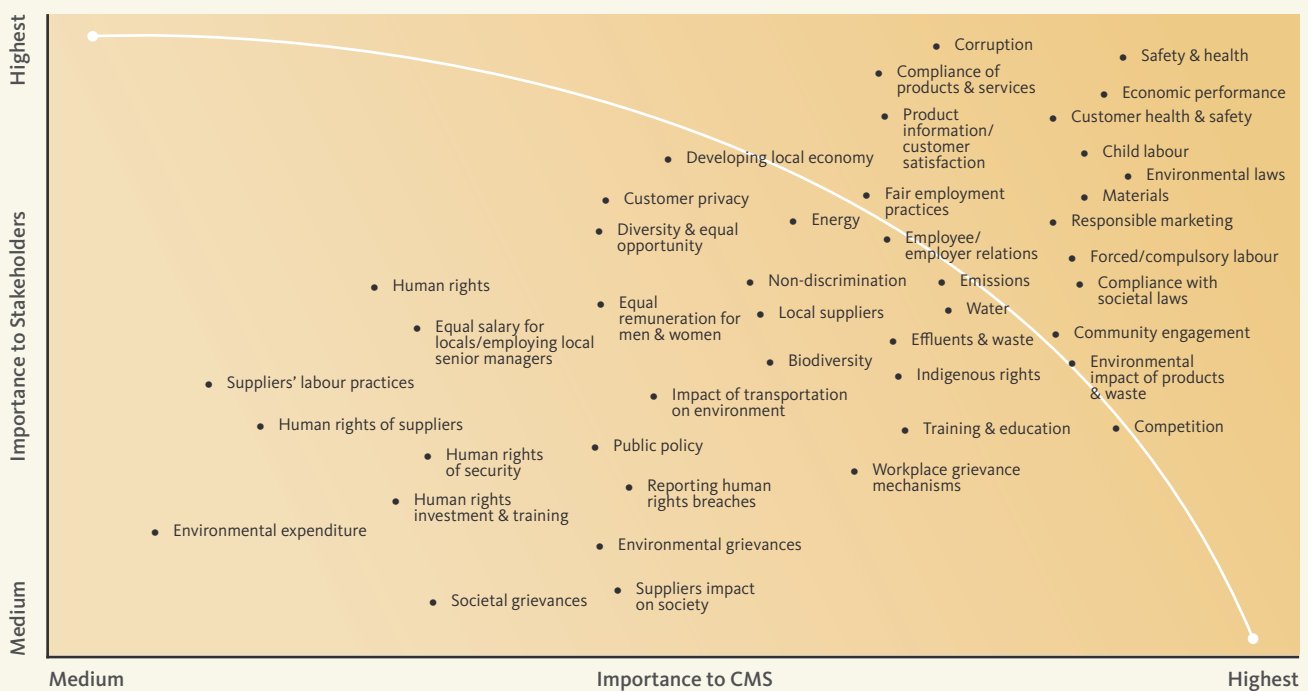 Highest
Importance to Stakeholders
Medium
Corruption
Safety & health
Compliance of
products & services
Economic performance
Product
information/
customer
satisfaction
Customer health & safety
Developing local economy
Child labour
Environmental laws
Customer privacy
Fair employment
practices
Materials
Energy
Responsible marketing
Diversity & equal
opportunity
Employee/
employer relations
Forced/compulsory labour
Human rights
Non-discrimination
Emissions
Compliance with
societal laws
Equal
remuneration for
men & women
Local suppliers
Water
Equal salary for
locals/employing local
senior managers
Effluents & waste
Community engagement
Biodiversity
Environmental
impact of products
& waste
Suppliers’ labour practices
Indigenous rights
Impact of transportation
on environment
Human rights of suppliers
Training & education
Competition
Public policy
Human rights
of security
Workplace grievance
mechanisms
Reporting human
rights breaches
Human rights
investment & training
Environmental expenditure
Environmental grievances
Societal grievances
Suppliers impact
on society
Medium
Importance to CMS
Highest